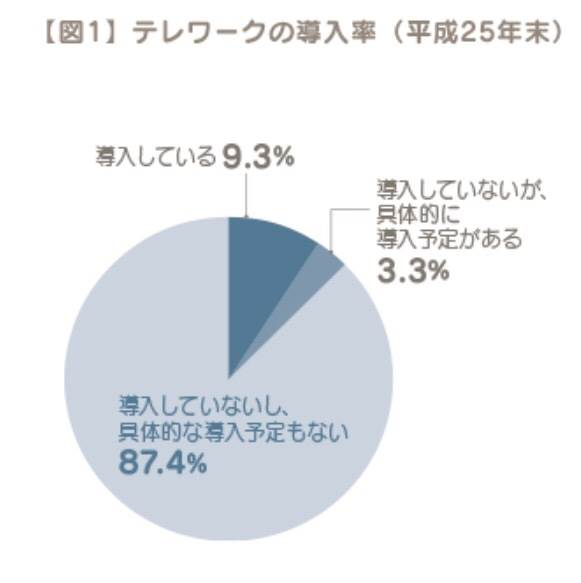 【図1】テレワークの導入率（平成25年末）
導入している 9.3%
導入していないが、
具体的に
導入予定がある
3.3%
導入していないし、
具体的な導入予定もない
87.4%